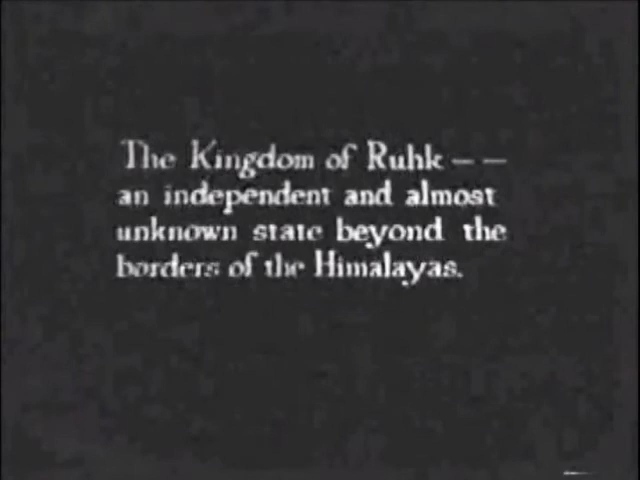 The Kingdom of Ruhk — —
an independent and almost
unknown state beyond the
borders of the Himalayas.